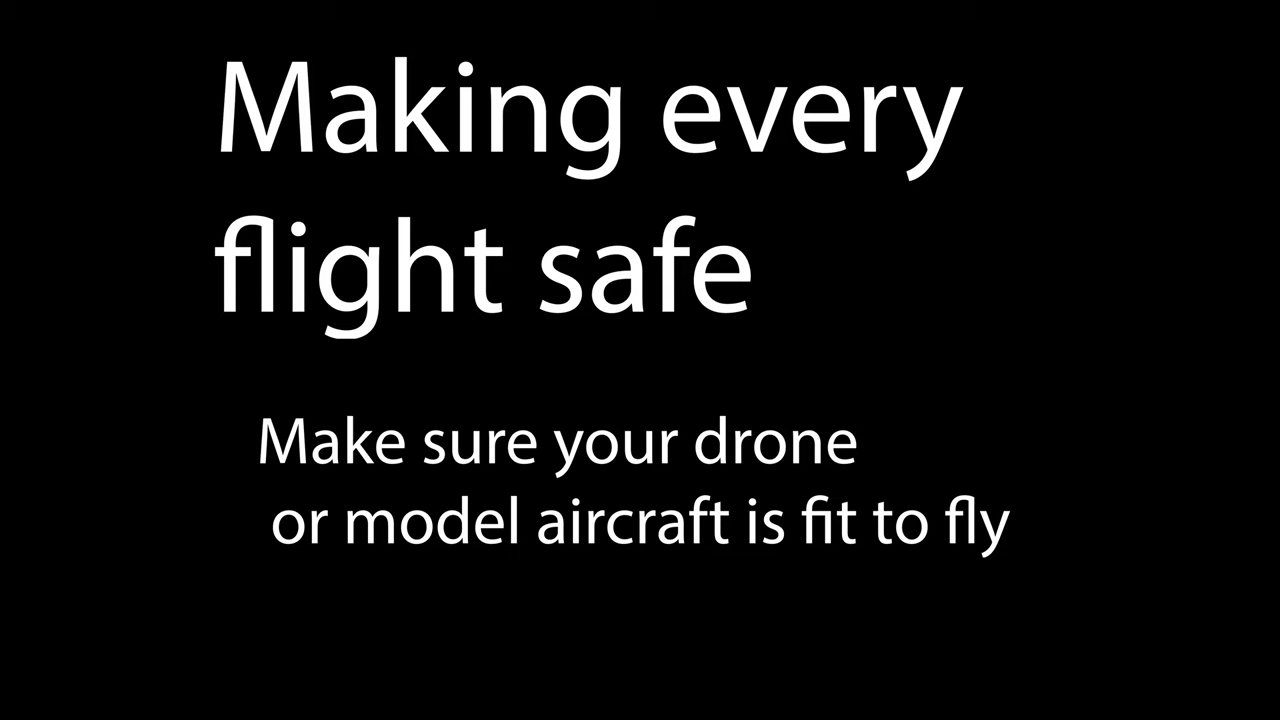 Making every
flight safe
Make sure your drone
or model aircraft is fit to fly